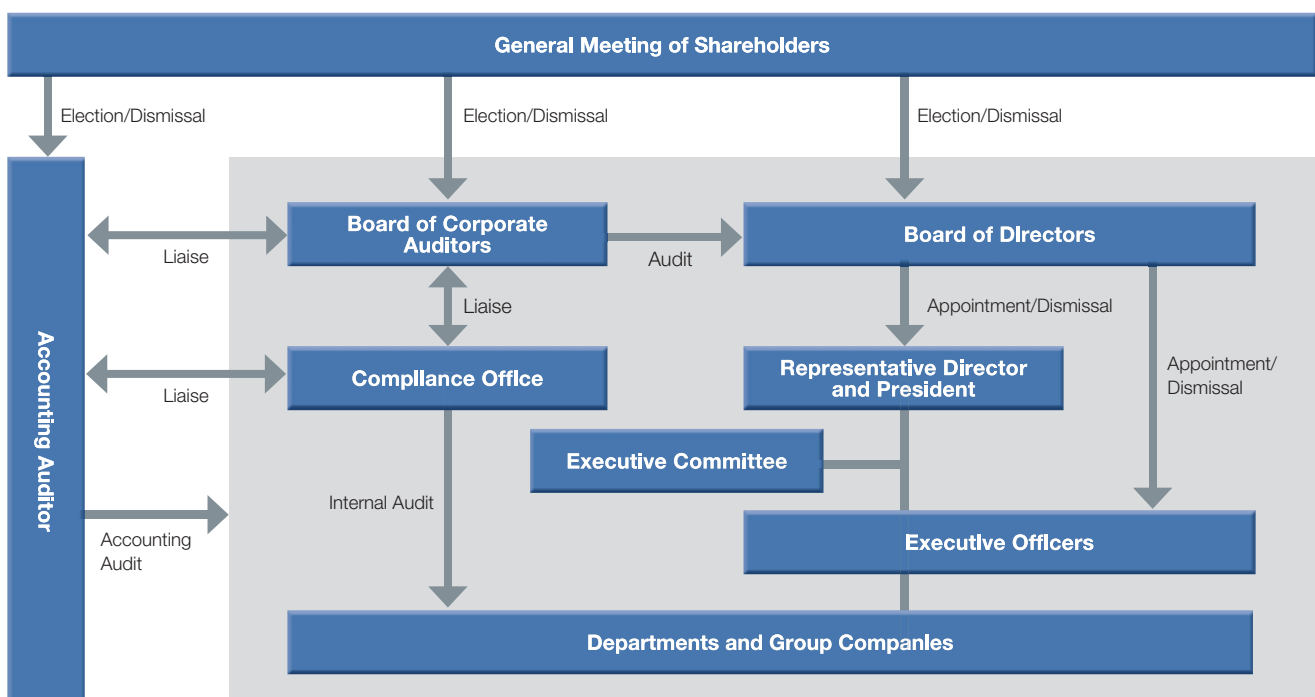 General Meeting of Shareholders
Election/Dismissal
Election/Dismissal
Election/Dismissal
Board of Corporate
Auditors
Board of Directors
Liaise
Audit
Liaise
Appointment/Dismissal
Accounting Auditor
Compliance Office
Representative Director
and President
Appointment/
Dismissal
Liaise
Executive Committee
Internal Audit
Accounting
Audit
Executive Officers
Departments and Group Companies